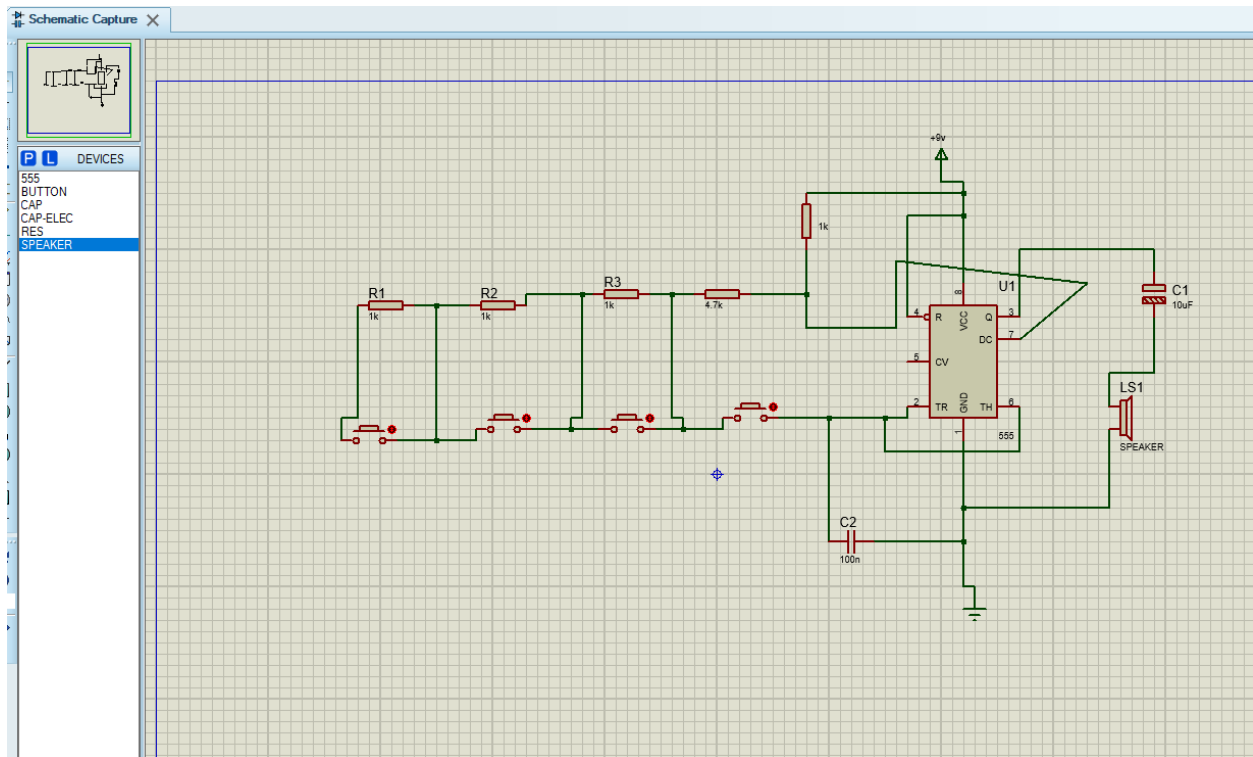 Schematic Capture
P L DEVICES
555
BUTTON
CAP
CAP-ELEC
RES
SPEAKER
+9v
1k
R1
1k
R2
1k
R3
1k
4.7k
U1
8
VCC
4
R
Q
3
DC
7
5
CV
2
TR
GND
TH
6
1
555
C1
10uF
LS1
SPEAKER
C2
100n